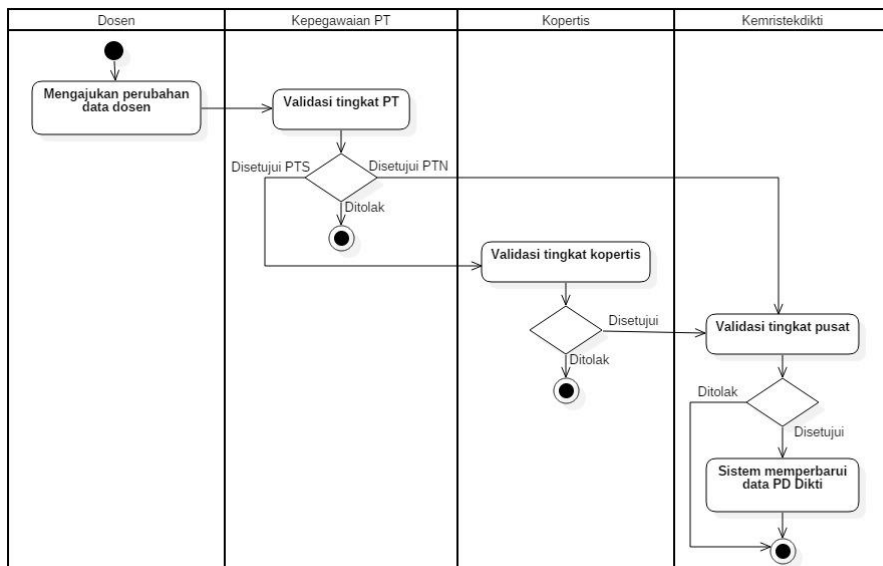 Dosen
Kepegawaian PT
Kopertis
Kemristekdikti
Mengajukan perubahan
data dosen
Validasi tingkat PT
Disetujui PTS
Disetujui PTN
Ditolak
Validasi tingkat kopertis
Disetujui
Ditolak
Validasi tingkat pusat
Ditolak
Disetujui
Sistem memperbarui
data PD Dikti